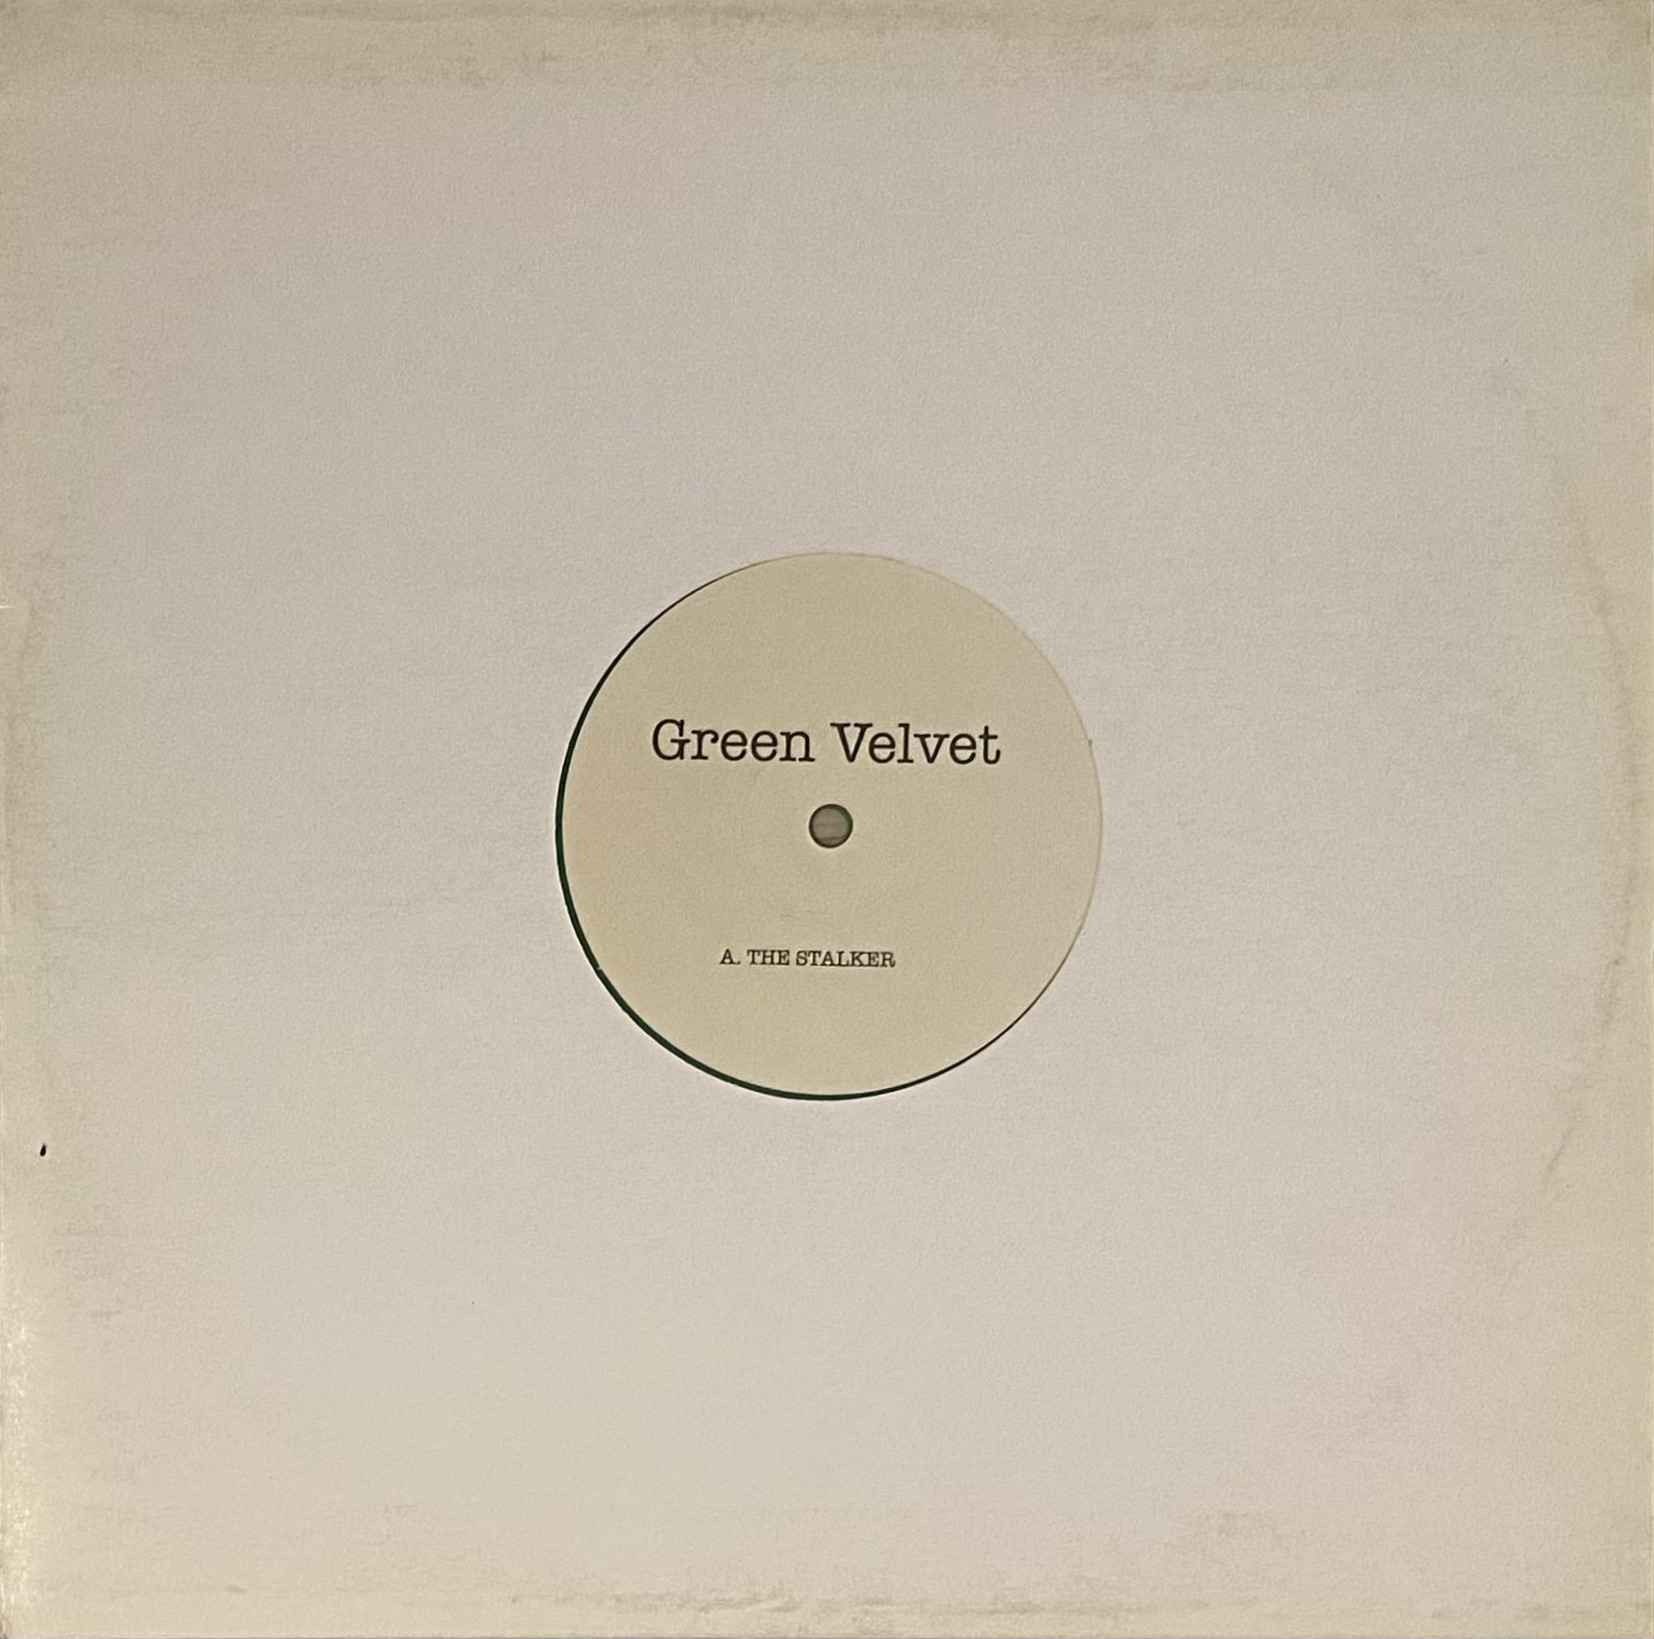 Green Velvet
A. THE STALKER